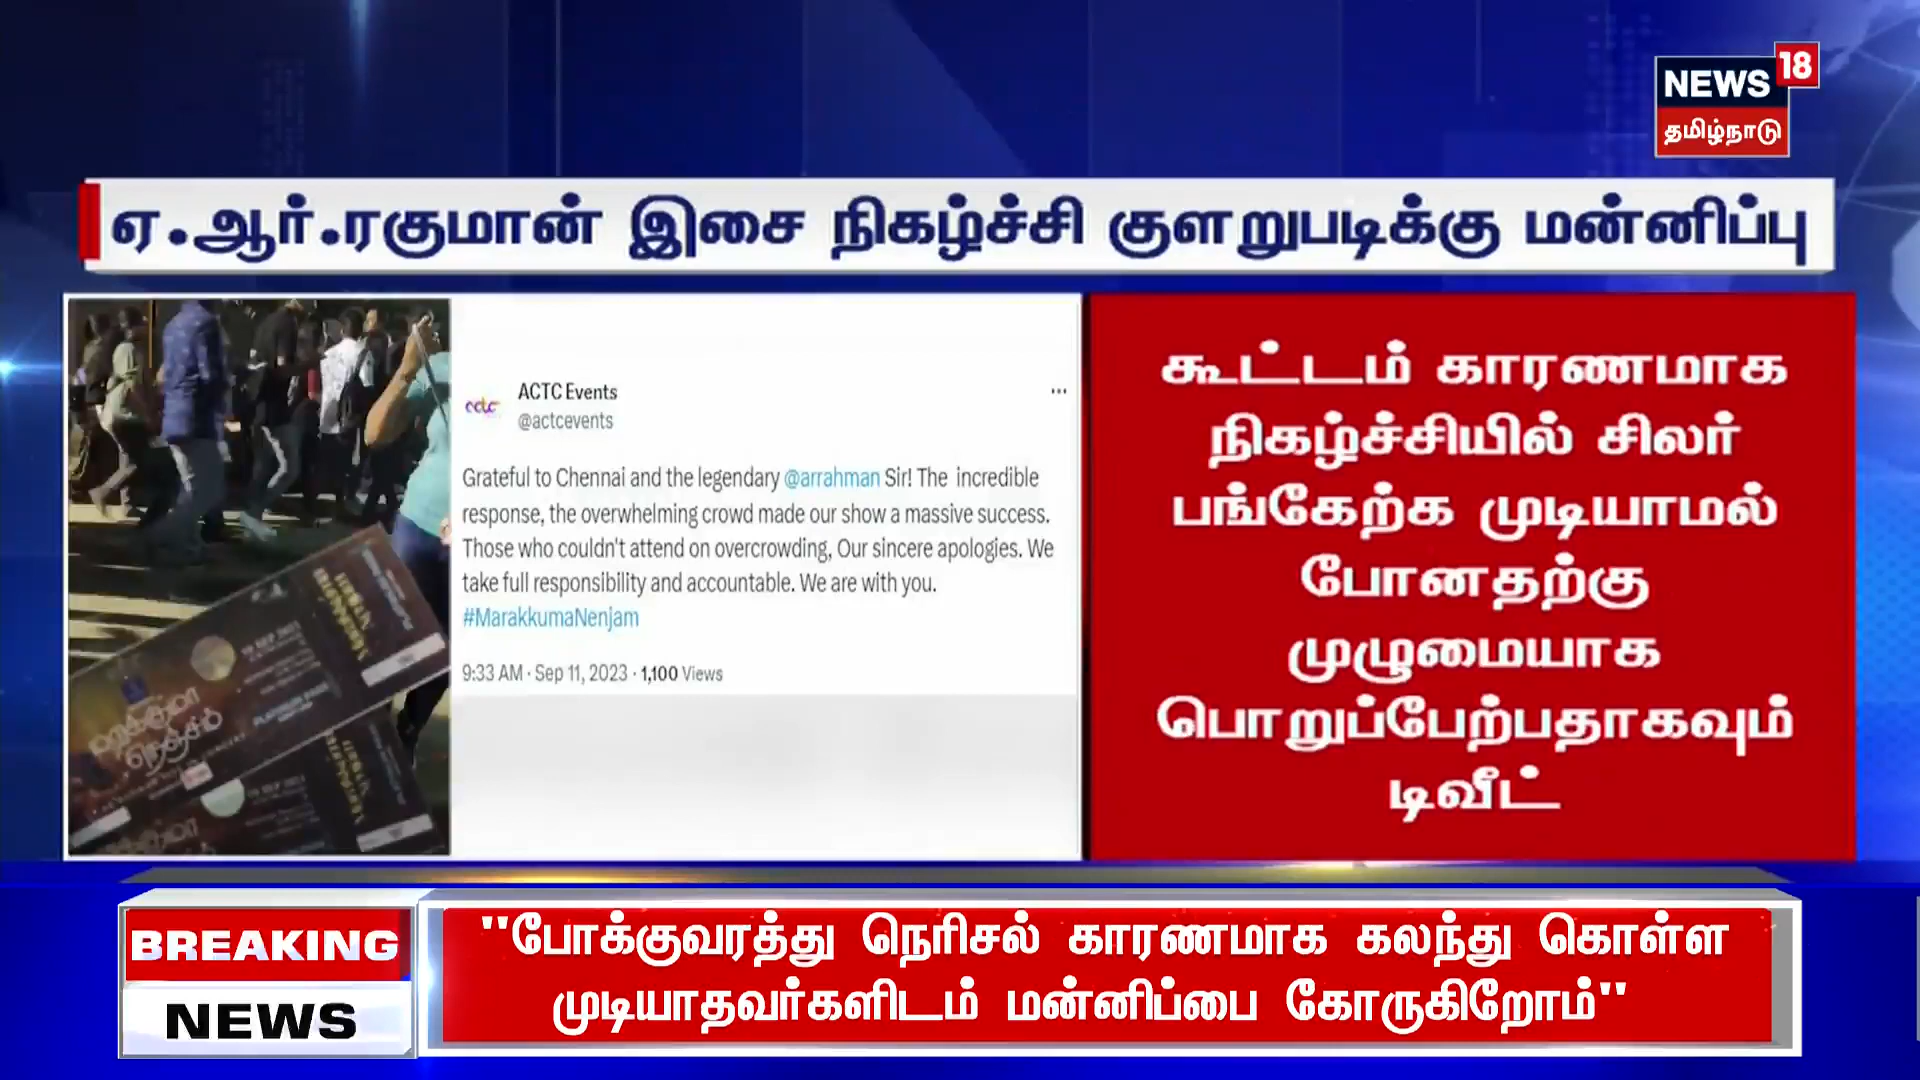 NEWS 18
தமிழ்நாடு
ஏ.ஆர்.ரகுமான் இசை நிகழ்ச்சி குளறுபடிக்கு மன்னிப்பு
ACTC Events
@actcevents
Grateful to Chennai and the legendary @arrahman Sir! The incredible
response, the overwhelming crowd made our show a massive success.
Those who couldn't attend on overcrowding, Our sincere apologies. We
take full responsibility and accountable. We are with you.
#MarakkumaNenjam
9:33 AM · Sep 11, 2023 · 1,100 Views
மறக்குமா
நெஞ்சம்
கூட்டம் காரணமாக
நிகழ்ச்சியில் சிலர்
பங்கேற்க முடியாமல்
போனதற்கு
முழுமையாக
பொறுப்பேற்பதாகவும்
டிவீட்
BREAKING
NEWS
"போக்குவரத்து நெரிசல் காரணமாக கலந்து கொள்ள
முடியாதவர்களிடம் மன்னிப்பை கோருகிறோம்"